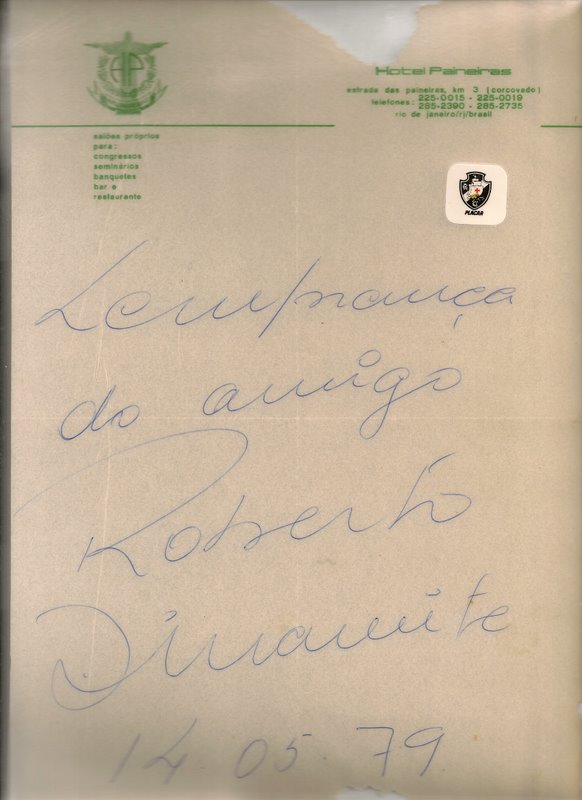 Hotel Paineiras
estrada das paineiras, km 3 (corcovado)
telefones: 225-0015 - 225-0019
285-2390 - 285-2735
rio de janeiro/rj/brasil
salões próprios
para:
congressos
seminários
banquetes
bar e
restaurante
PLACAR
Lembrança
do amigo
Roberto
Dinamite
14.05.79